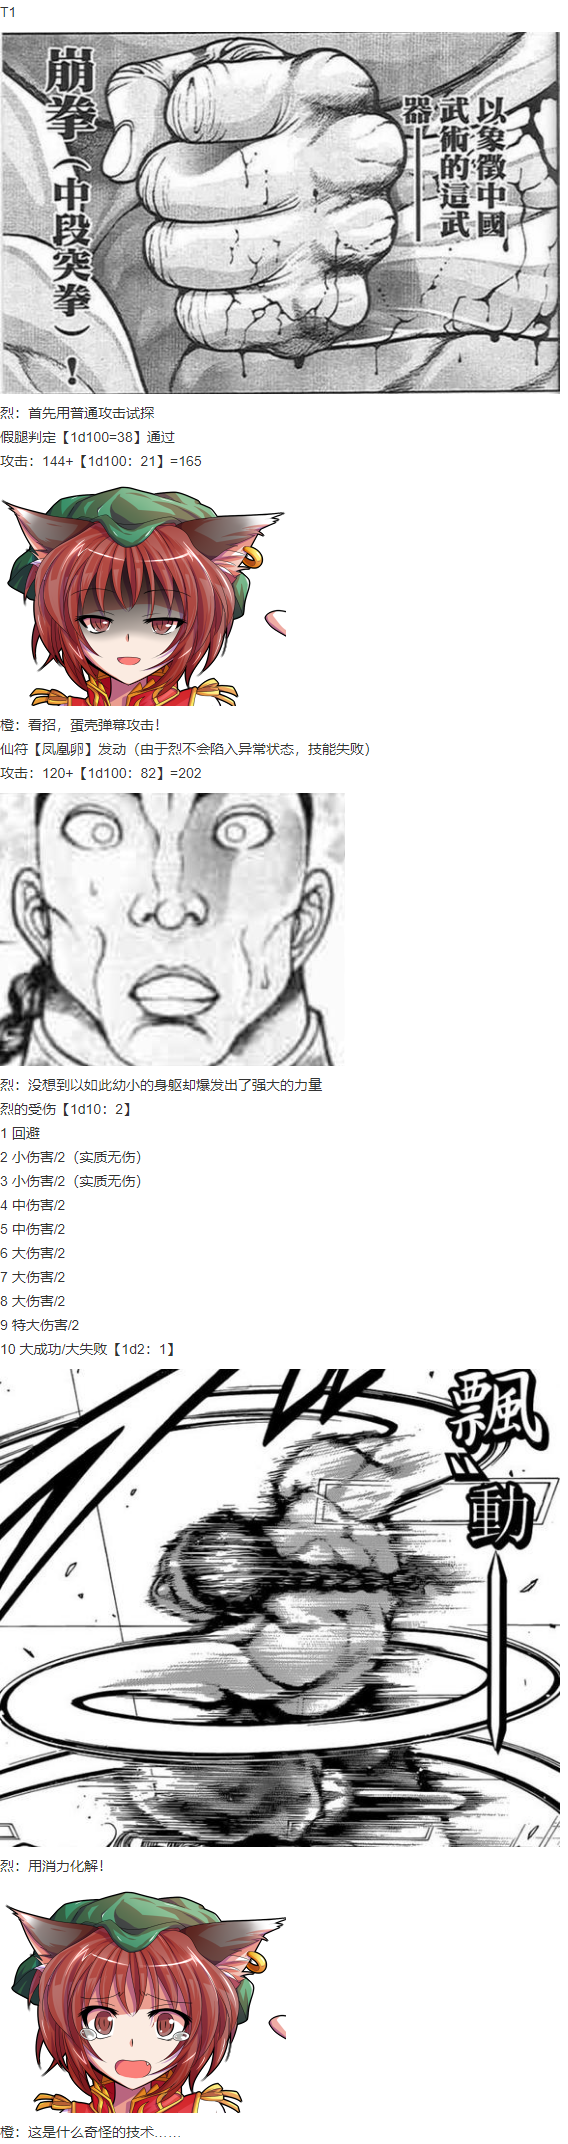 T1
以象徵中國
武術的這武
器——
崩拳（中段突拳）！
烈：首先用普通攻击试探
假腿判定【1d100=38】通过
攻击：144+【1d100：21】=165
橙：看招，蛋壳弹幕攻击！
仙符【凤凰卵】发动（由于烈不会陷入异常状态，技能失败）
攻击：120+【1d100：82】=202
烈：没想到以如此幼小的身躯却爆发出了强大的力量
烈的受伤【1d10：2】
1 回避
2 小伤害/2（实质无伤）
3 小伤害/2（实质无伤）
4 中伤害/2
5 中伤害/2
6 大伤害/2
7 大伤害/2
8 大伤害/2
9 特大伤害/2
10 大成功/大失败【1d2：1】
飄〻動——
烈：用消力化解！
橙：这是什么奇怪的技术……